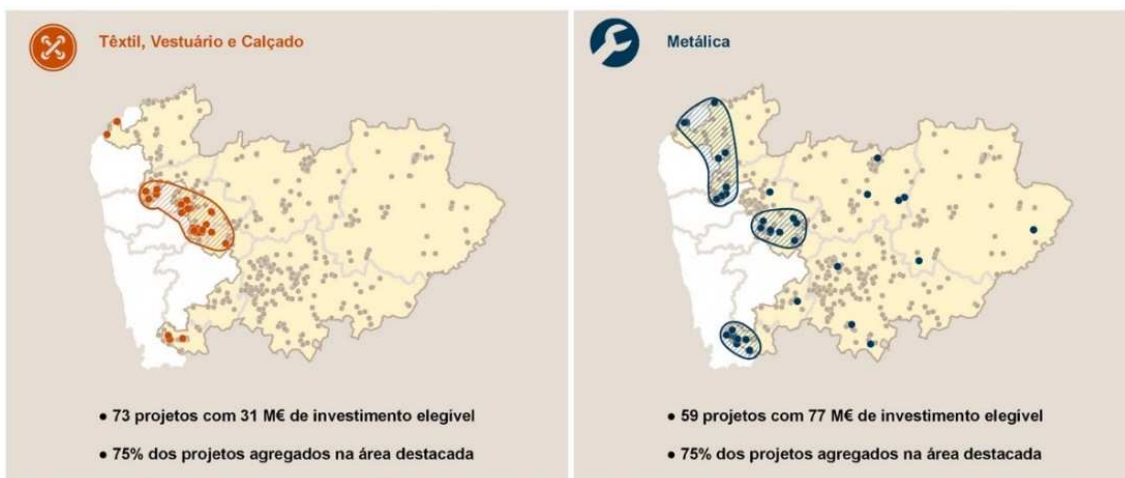 Têxtil, Vestuário e Calçado
● 73 projetos com 31 M€ de investimento elegível
● 75% dos projetos agregados na área destacada
Metálica
● 59 projetos com 77 M€ de investimento elegível
● 75% dos projetos agregados na área destacada